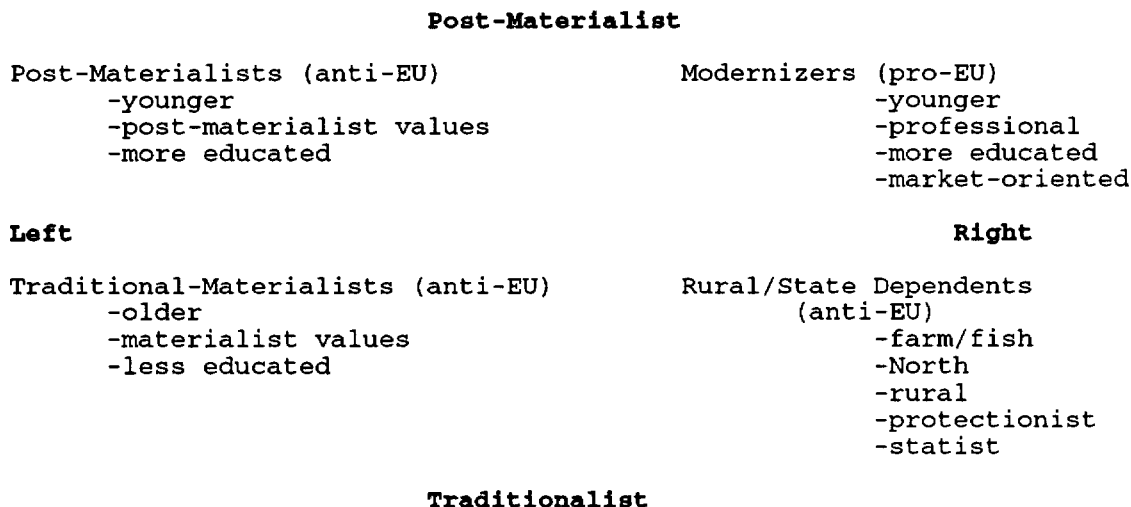 Post-Materialist
Post-Materialists (anti-EU)
-younger
-post-materialist values
-more educated
Modernizers (pro-EU)
-younger
-professional
-more educated
-market-oriented
Left
Right
Traditional-Materialists (anti-EU)
-older
-materialist values
-less educated
Rural/State Dependents
(anti-EU)
-farm/fish
-North
-rural
-protectionist
-statist
Traditionalist